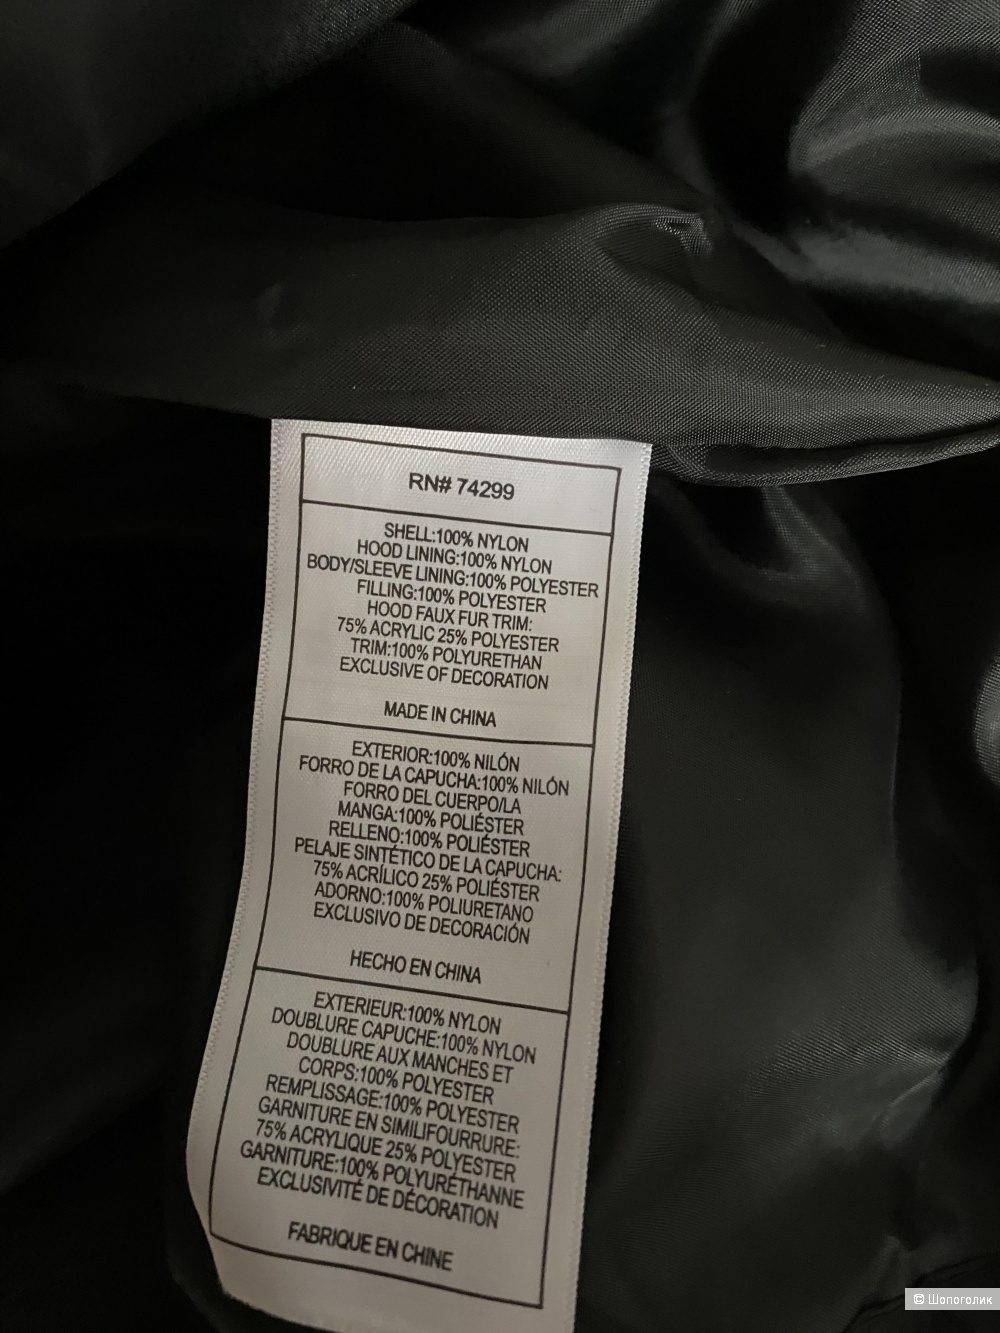 RN# 74299
SHELL:100% NYLON
HOOD LINING:100% NYLON
BODY/SLEEVE LINING:100% POLYESTER
FILLING:100% POLYESTER
HOOD FAUX FUR TRIM:
75% ACRYLIC 25% POLYESTER
TRIM:100% POLYURETHAN
EXCLUSIVE OF DECORATION
MADE IN CHINA
EXTERIOR:100% NILÓN
FORRO DE LA CAPUCHA:100% NILÓN
FORRO DEL CUERPO/LA
MANGA:100% POLIÉSTER
RELLENO:100% POLIÉSTER
PELAJE SINTÉTICO DE LA CAPUCHA:
75% ACRÍLICO 25% POLIÉSTER
ADORNO:100% POLIURETANO
EXCLUSIVO DE DECORACIÓN
HECHO EN CHINA
EXTERIEUR:100% NYLON
DOUBLURE CAPUCHE:100% NYLON
DOUBLURE AUX MANCHES ET
CORPS:100% POLYESTER
REMPLISSAGE:100% POLYESTER
GARNITURE EN SIMILIFOURRURE:
75% ACRYLIQUE 25% POLYESTER
GARNITURE:100% POLYURÉTHANNE
EXCLUSIVITÉ DE DÉCORATION
FABRIQUE EN CHINE
© Шопоголик